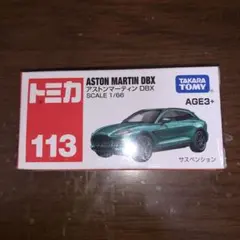 トミカ
113
ASTON MARTIN DBX
アストンマーティン DBX
SCALE 1/66
TAKARA
TOMY
AGE3+
サスペンション